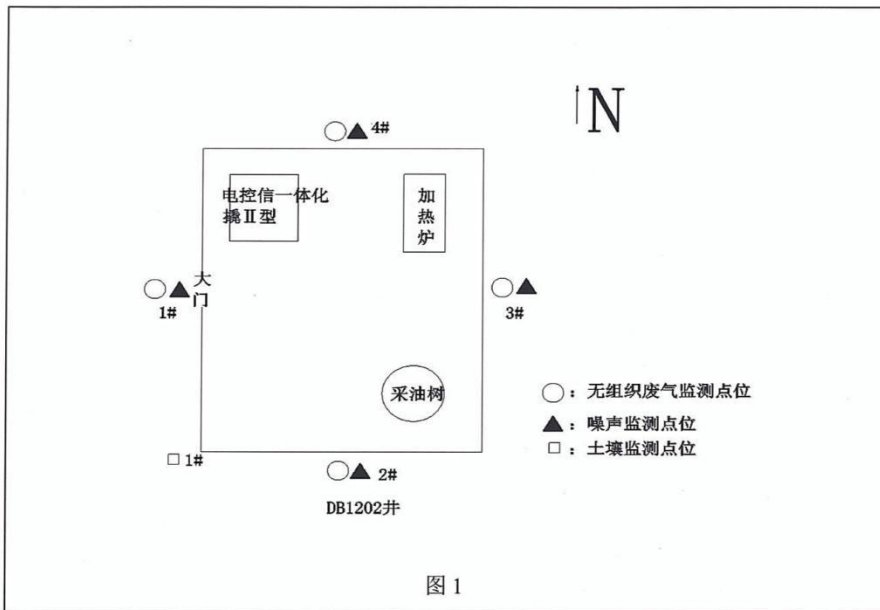 N
4#
电控信一体化
撬Ⅱ型
加
热
炉
大
门
1#
3#
采油树
○：无组织废气监测点位
▲：噪声监测点位
□：土壤监测点位
1#
2#
DB1202井
图 1